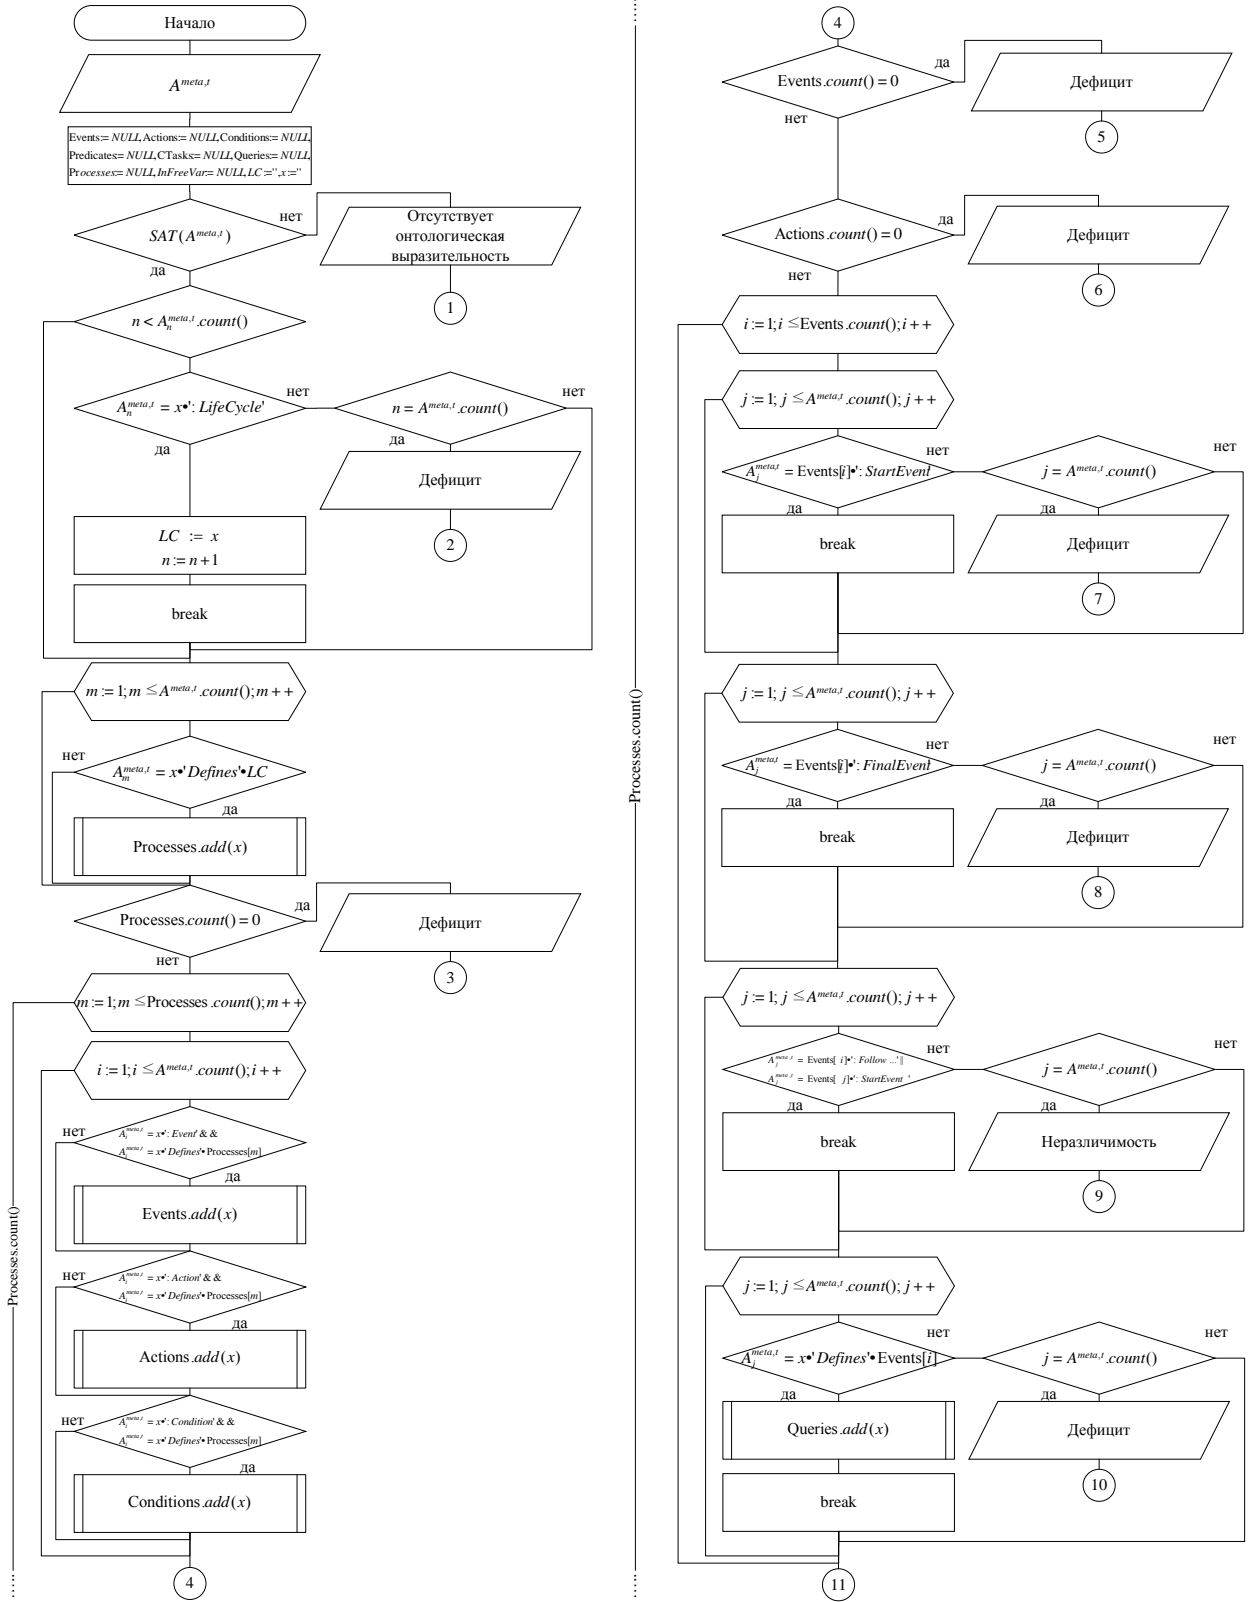 Начало
A^{meta,t}
Events:= NULL, Actions:= NULL, Conditions:= NULL,
Predicates:= NULL, CTasks:= NULL, Queries:= NULL,
Processes:= NULL, InFreeVar:= NULL, LC:='', x:=''
SAT(A^{meta,t})
нет
да
Отсутствует
онтологическая
выразительность
1
n < A_n^{meta,t}.count()
A_n^{meta,t} = x•': LifeCycle'
нет
да
n = A^{meta,t}.count()
нет
да
Дефицит
2
LC := x
n := n+1
break
m := 1; m ≤ A^{meta,t}.count(); m++
нет
A_m^{meta,t} = x•'Defines'•LC
да
Processes.add(x)
Processes.count() = 0
да
нет
Дефицит
3
m := 1; m ≤ Processes.count(); m++
i := 1; i ≤ A^{meta,t}.count(); i++
нет
A_i^{meta,t} = x•': Event' & &
A_i^{meta,t} = x•'Defines'•Processes[m]
да
Events.add(x)
нет
A_i^{meta,t} = x•': Action' & &
A_i^{meta,t} = x•'Defines'•Processes[m]
да
Actions.add(x)
нет
A_i^{meta,t} = x•': Condition' & &
A_i^{meta,t} = x•'Defines'•Processes[m]
да
Conditions.add(x)
4
Processes.count()
Processes.count()
4
Events.count() = 0
да
нет
Дефицит
5
Actions.count() = 0
да
нет
Дефицит
6
i := 1; i ≤ Events.count(); i++
j := 1; j ≤ A^{meta,t}.count(); j++
A_j^{meta,t} = Events[i]•': StartEvent'
нет
да
j = A^{meta,t}.count()
нет
да
break
Дефицит
7
j := 1; j ≤ A^{meta,t}.count(); j++
A_j^{meta,t} = Events[i]•': FinalEvent'
нет
да
j = A^{meta,t}.count()
нет
да
break
Дефицит
8
j := 1; j ≤ A^{meta,t}.count(); j++
A_j^{meta,t} = Events[ i]•': Follow ...' ||
A_j^{meta,t} = Events[ j]•': StartEvent '
нет
да
j = A^{meta,t}.count()
нет
да
break
Неразличимость
9
j := 1; j ≤ A^{meta,t}.count(); j++
A_j^{meta,t} = x•'Defines'•Events[i]
нет
да
j = A^{meta,t}.count()
нет
да
Queries.add(x)
Дефицит
10
break
11